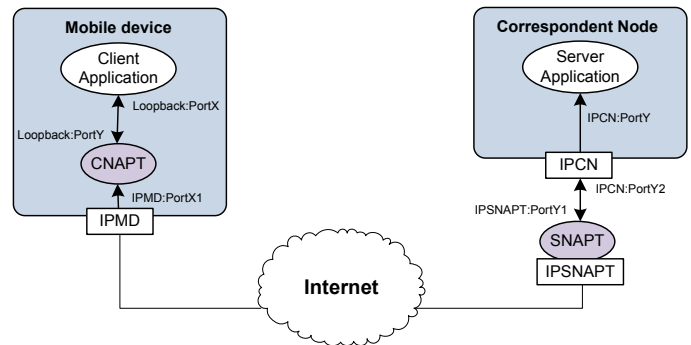 Mobile device
Client
Application
Loopback:PortX
Loopback:PortY
CNAPT
IPMD:PortX1
IPMD
Internet
Correspondent Node
Server
Application
IPCN:PortY
IPCN
IPCN:PortY2
IPSNAPT:PortY1
SNAPT
IPSNAPT